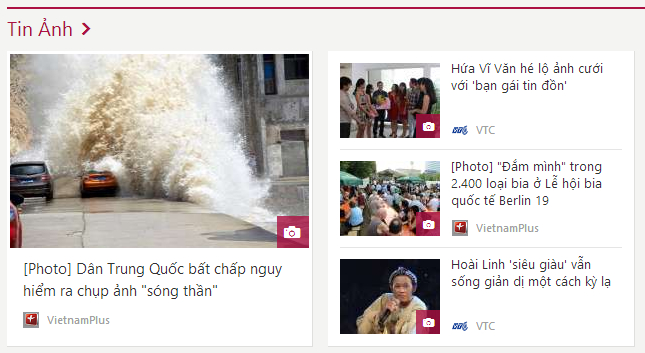 Tin Ảnh
[Photo] Dân Trung Quốc bất chấp nguy
hiểm ra chụp ảnh "sóng thần"
VietnamPlus
Hứa Vĩ Văn hé lộ ảnh cưới
với 'bạn gái tin đồn'
VTC
[Photo] "Đắm mình" trong
2.400 loại bia ở Lễ hội bia
quốc tế Berlin 19
VietnamPlus
Hoài Linh 'siêu giàu' vẫn
sống giản dị một cách kỳ lạ
VTC